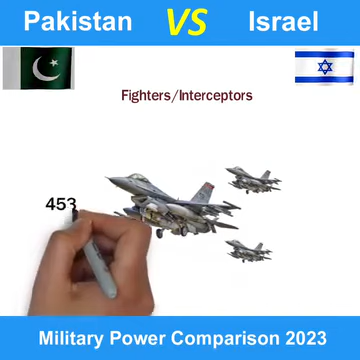 Pakistan VS Israel
Fighters/Interceptors
453
Military Power Comparison 2023